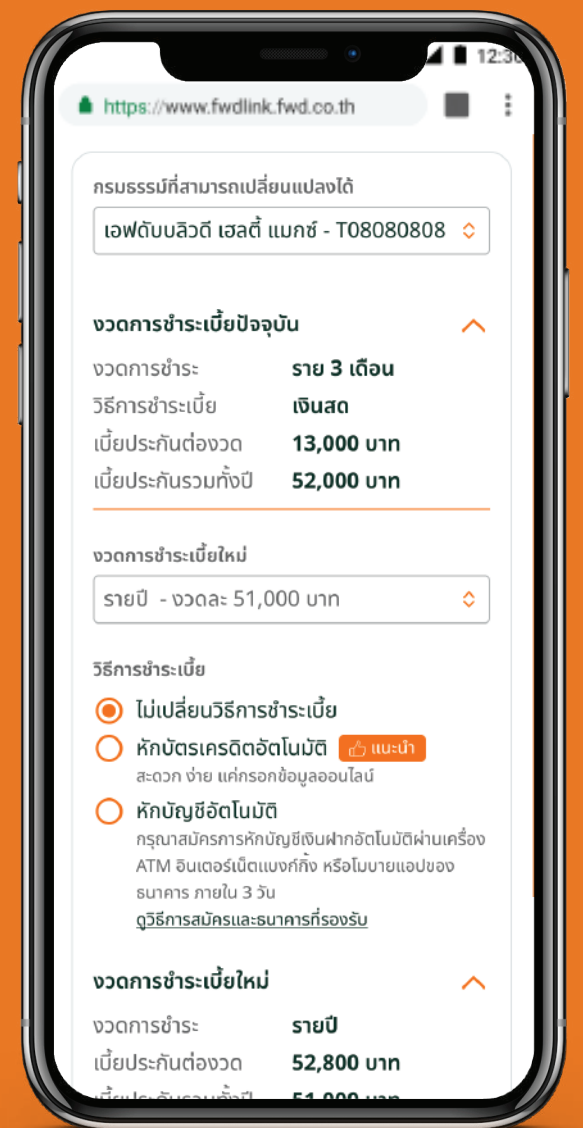 12:30
https://www.fwdlink.fwd.co.th
กรมธรรม์ที่สามารถเปลี่ยนแปลงได้
เอฟดับบลิวดี เฮลตี้ แมกซ์ - T08080808
งวดการชำระเบี้ยปัจจุบัน
งวดการชำระ ราย 3 เดือน
วิธีการชำระเบี้ย เงินสด
เบี้ยประกันต่องวด 13,000 บาท
เบี้ยประกันรวมทั้งปี 52,000 บาท
งวดการชำระเบี้ยใหม่
รายปี - งวดละ 51,000 บาท
วิธีการชำระเบี้ย
ไม่เปลี่ยนวิธีการชำระเบี้ย
หักบัตรเครดิตอัตโนมัติ แนะนำ
สะดวก ง่าย แค่กรอกข้อมูลออนไลน์
หักบัญชีอัตโนมัติ
กรุณาสมัครการหักบัญชีเงินฝากอัตโนมัติผ่านเครื่อง
ATM อินเตอร์เน็ตแบงก์กิ้ง หรือโมบายแอปของ
ธนาคาร ภายใน 3 วัน
ดูวิธีการสมัครและธนาคารที่รองรับ
งวดการชำระเบี้ยใหม่
งวดการชำระ รายปี
เบี้ยประกันต่องวด 52,800 บาท
เบี้ยประกันรวมทั้งปี 51,000 บาท